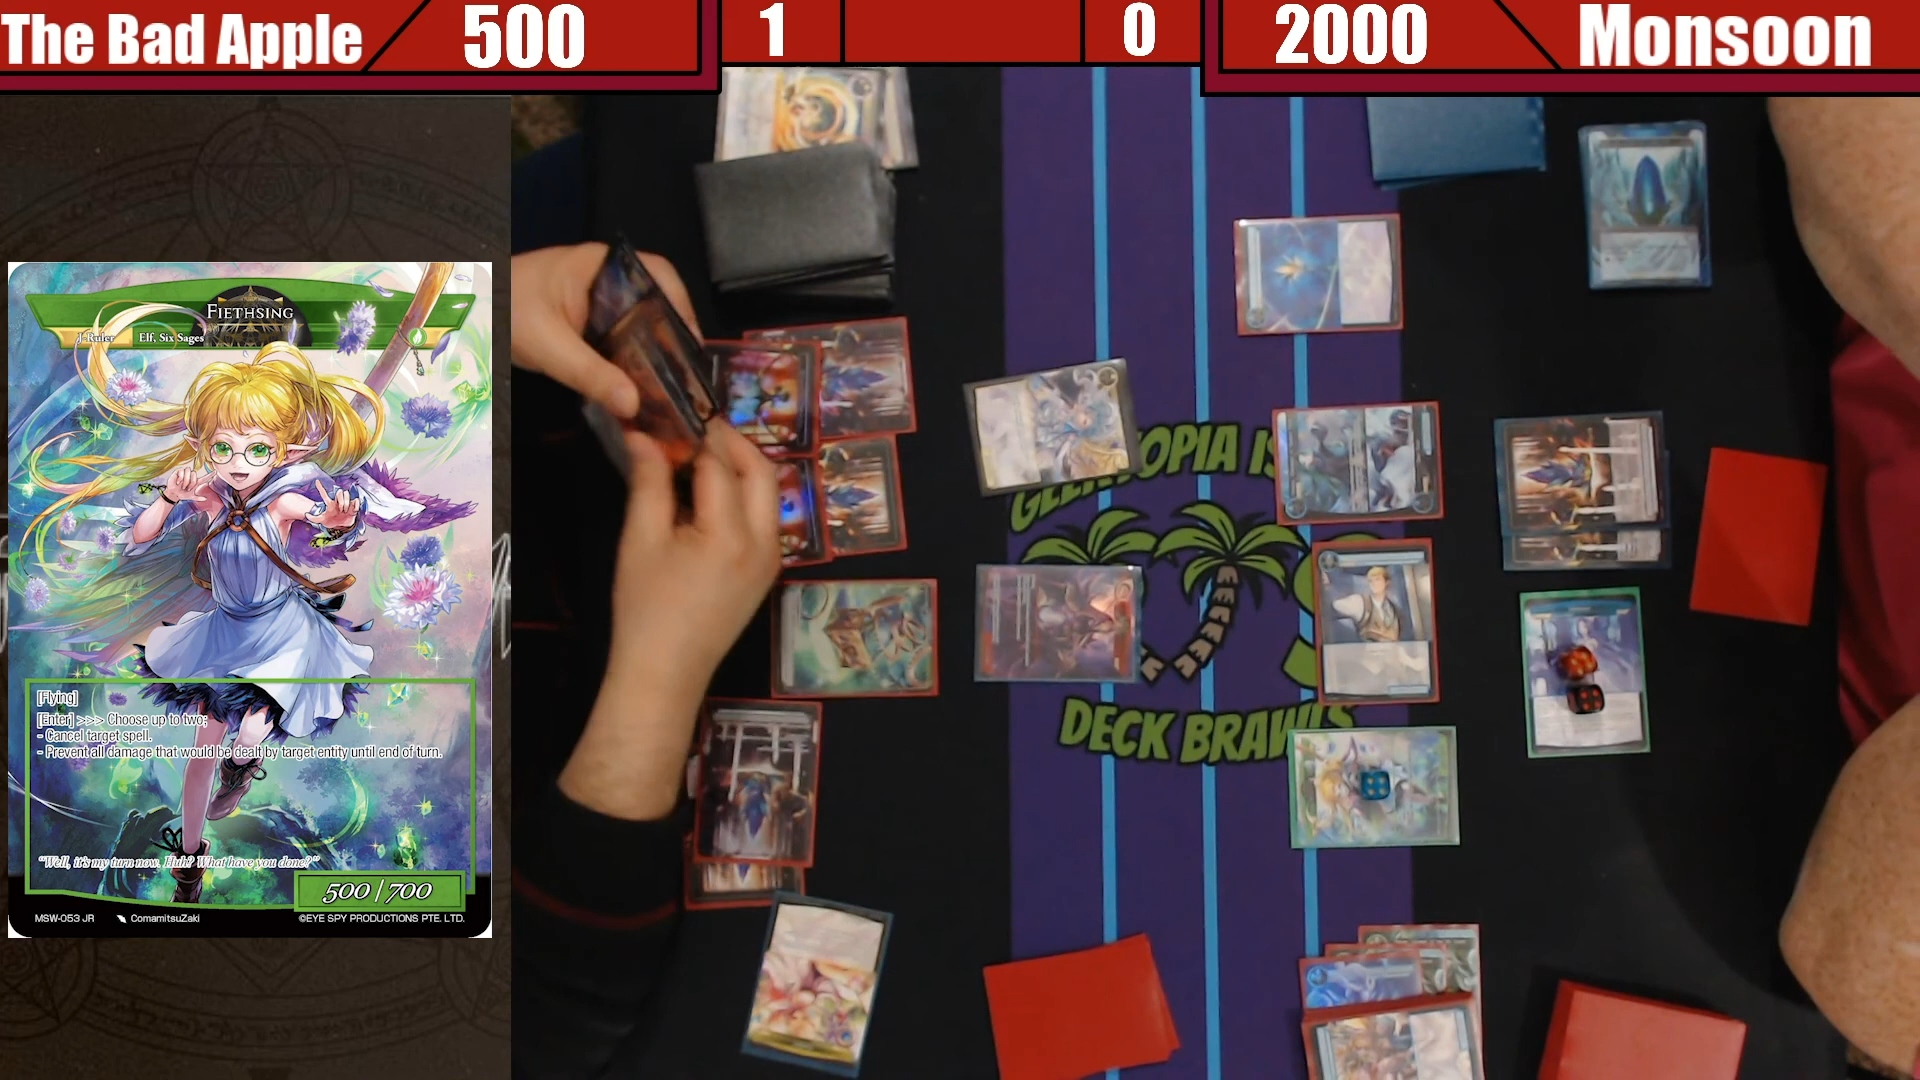 The Bad Apple
500
1
0
2000
Monsoon
FIETHSING
J-Ruler Elf, Six Sages
[Flying]
[Enter] >>> Choose up to two;
- Cancel target spell.
- Prevent all damage that would be dealt by target entity until end of turn.
"Well, it's my turn now. Huh? What have you done?"
500 / 700
MSW-053 JR ComamitsuZaki ©EYE SPY PRODUCTIONS PTE. LTD.
OPIA IS
DECK BRAWLS